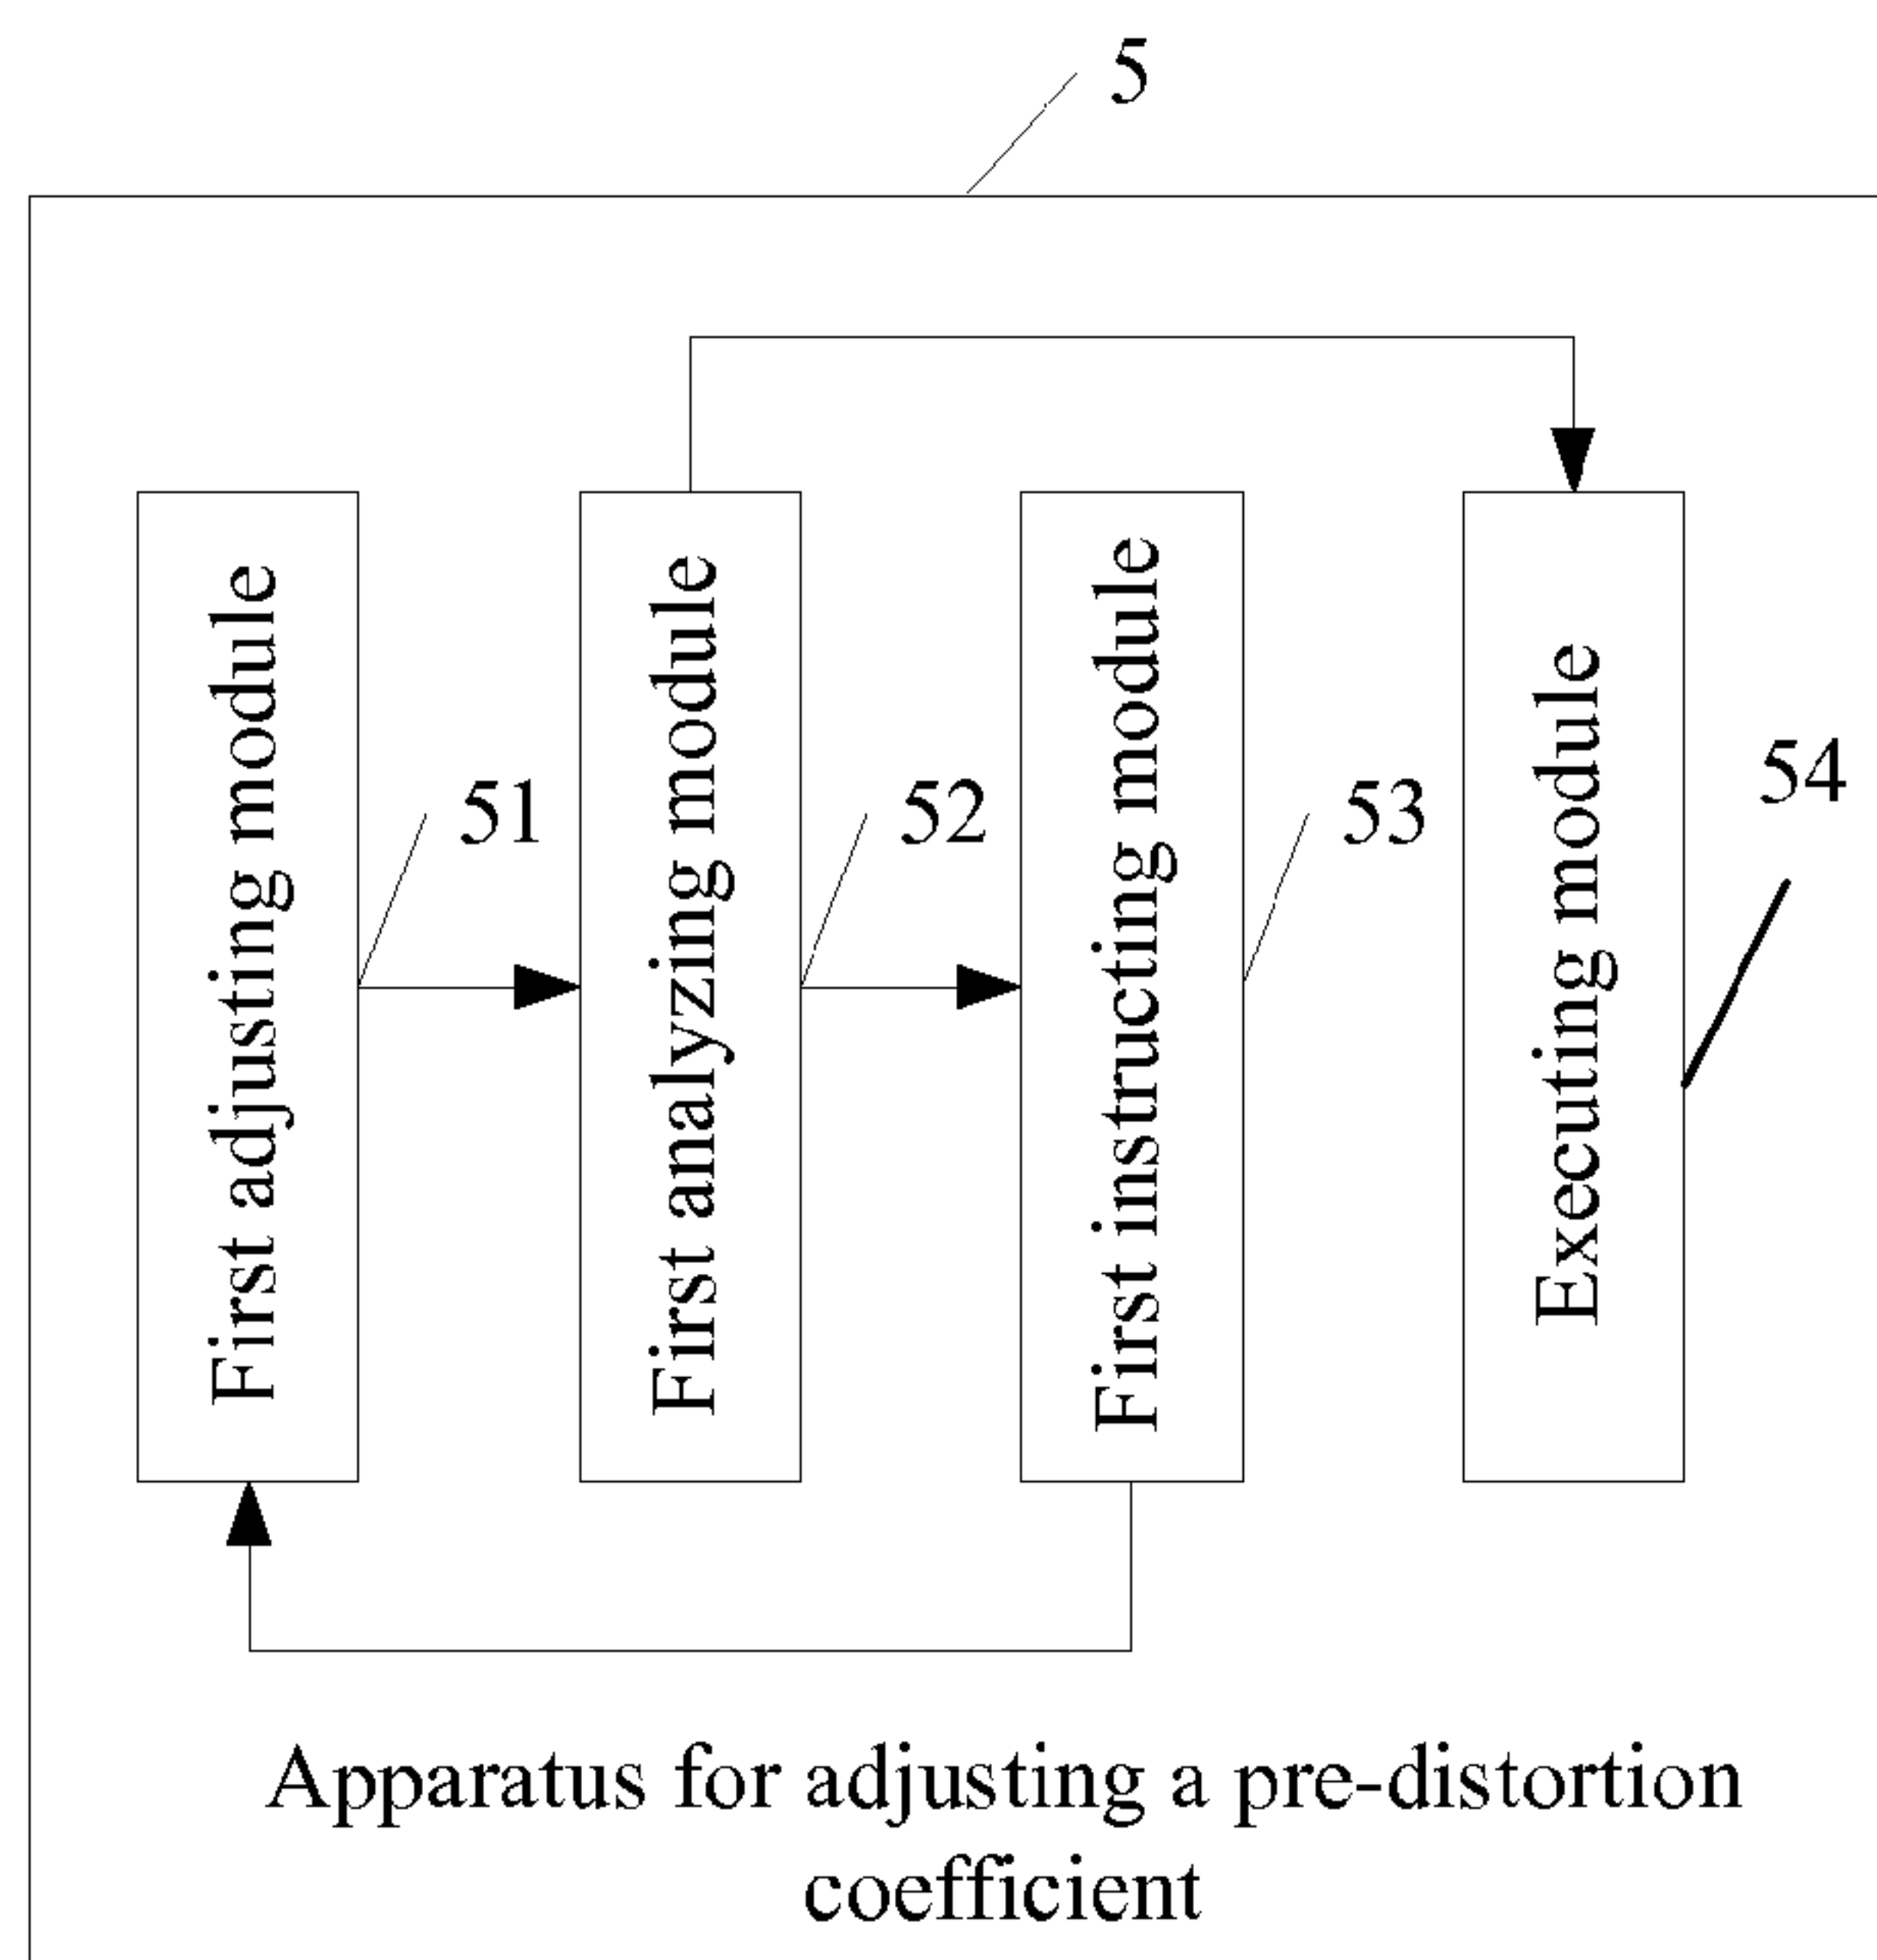 5
First adjusting module
51
First analyzing module
52
First instructing module
53
Executing module
54
Apparatus for adjusting a pre-distortion
coefficient